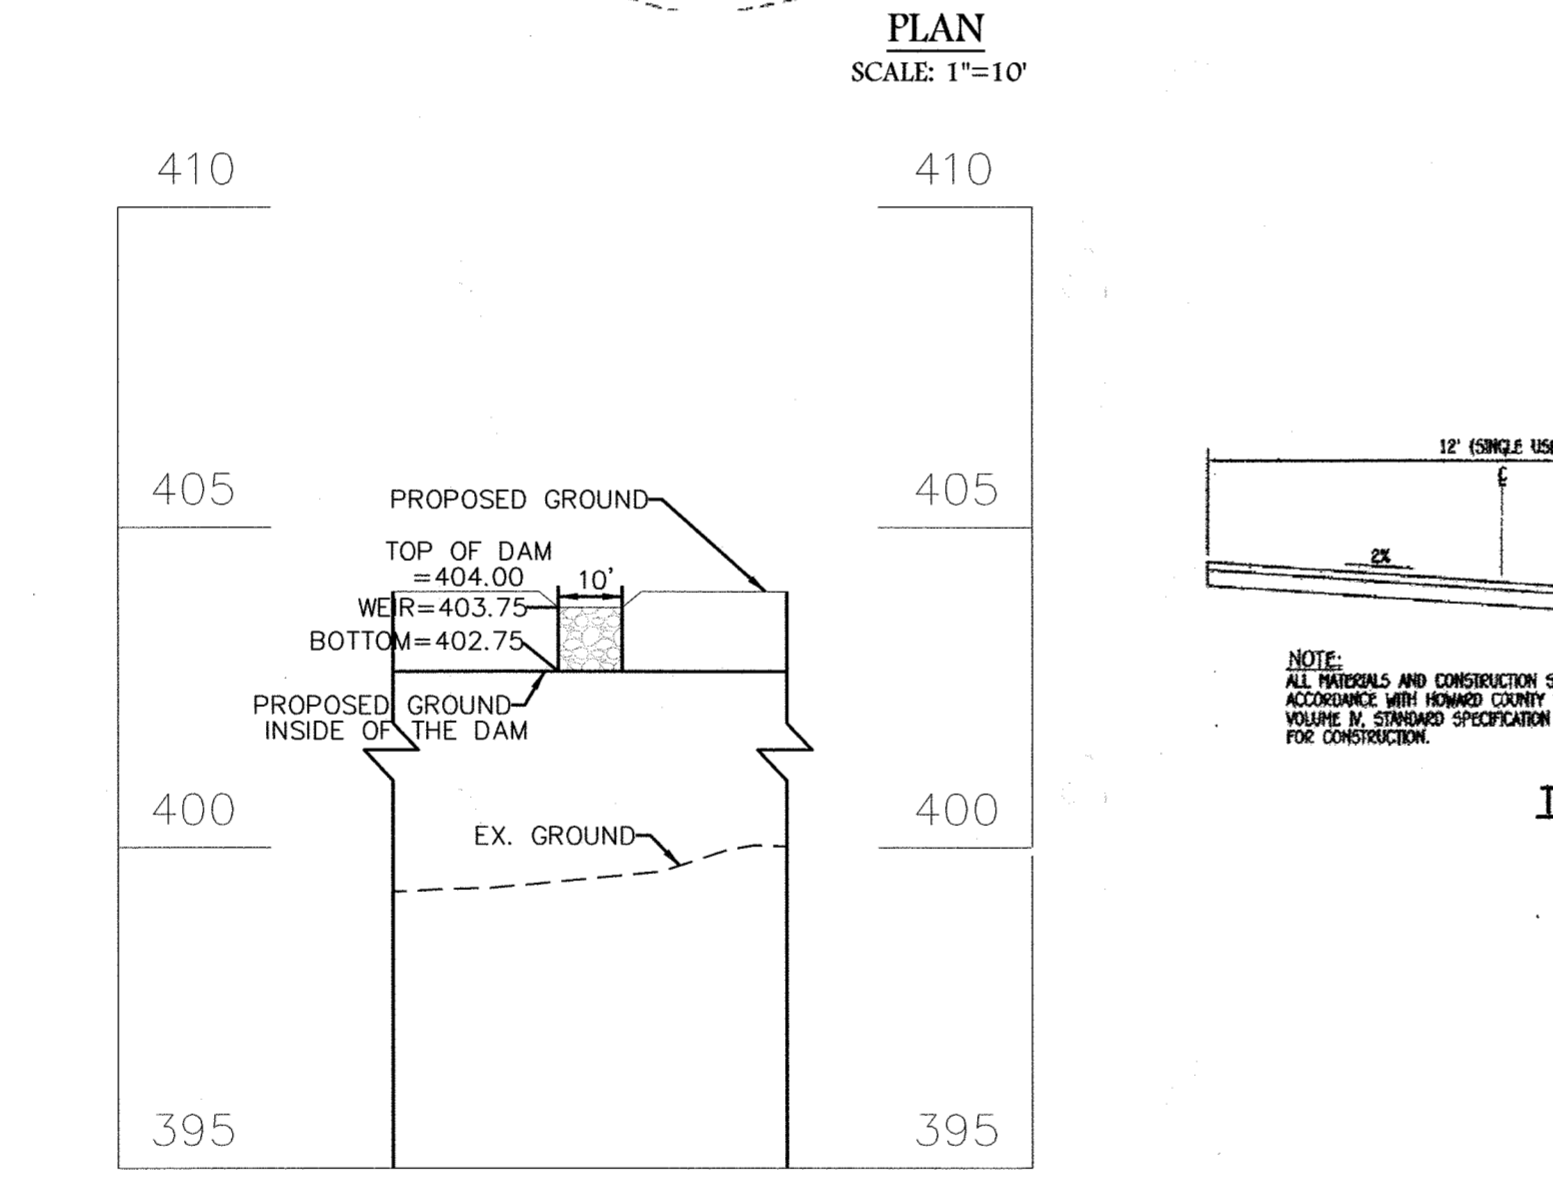 PLAN
SCALE: 1"=10'
410
410
405
405
PROPOSED GROUND
TOP OF DAM
=404.00
10'
WEIR=403.75
BOTTOM=402.75
PROPOSED GROUND
INSIDE OF THE DAM
400
400
EX. GROUND
395
395
12' (SINGLE
℄
2%
NOTE:
ALL MATERIALS AND CONSTRUCTION
ACCORDANCE WITH HOWARD COUNTY
VOLUME IV, STANDARD SPECIFICATION
FOR CONSTRUCTION.